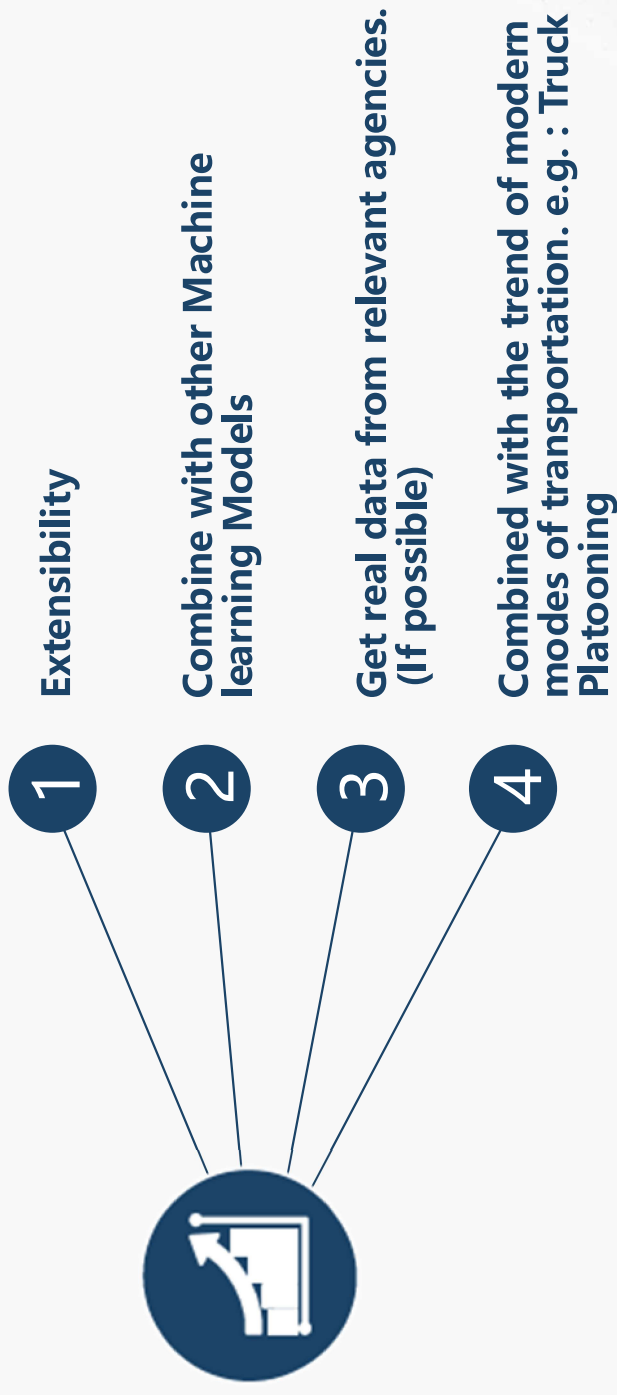 1
Extensibility
2
Combine with other Machine
learning Models
3
Get real data from relevant agencies.
(If possible)
4
Combined with the trend of modern
modes of transportation. e.g. : Truck
Platooning